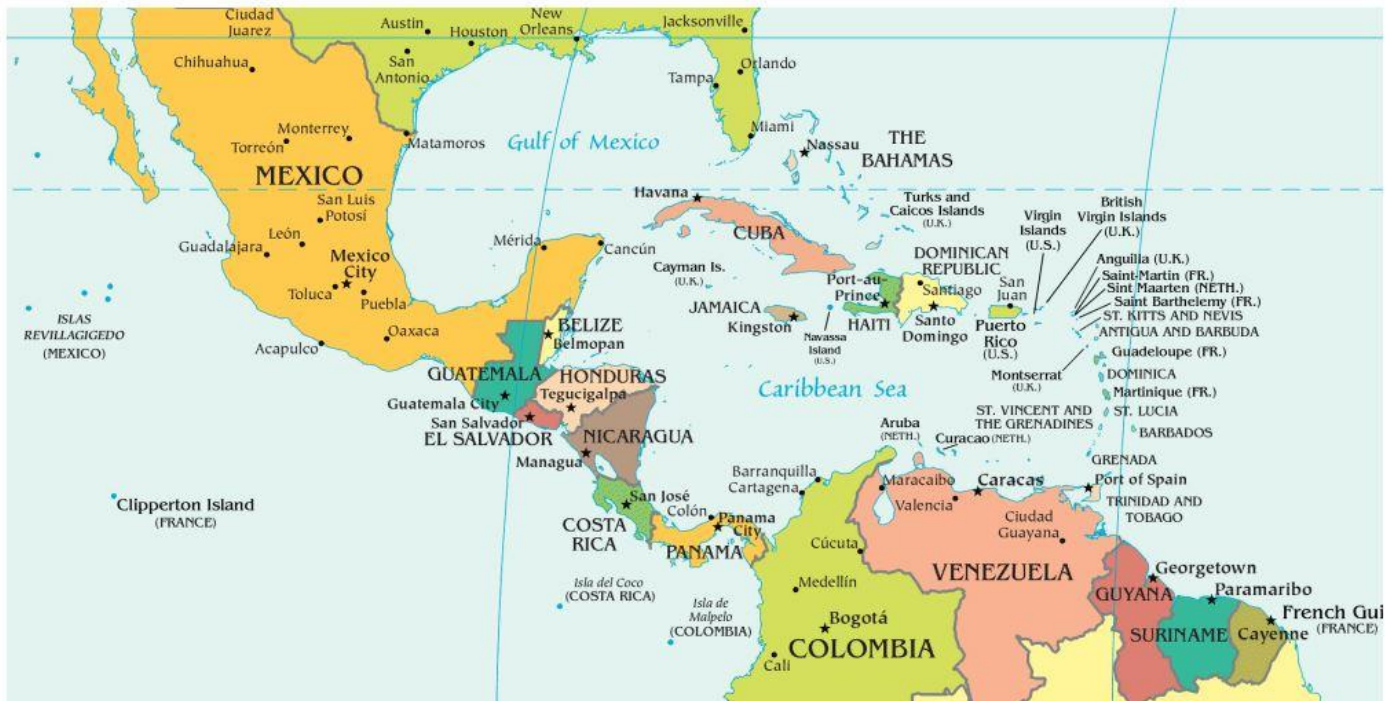 Ciudad
Juarez
Austin
Houston
New
Orleans
Jacksonville
Chihuahua
San
Antonio
Tampa
Orlando
Monterrey
Torreón
Matamoros
Gulf of Mexico
Miami
Nassau
THE
BAHAMAS
MEXICO
San Luis
Potosí
Havana
Turks and
Caicos Islands
(U.K.)
Virgin
Islands
(U.S.)
British
Virgin Islands
(U.K.)
León
Guadalajara
Mexico
City
Mérida
Cancún
CUBA
Cayman Is.
(U.K.)
DOMINICAN
REPUBLIC
Port-au-
Prince
Santiago
San
Juan
Anguilla (U.K.)
Saint-Martin (FR.)
Sint Maarten (NETH.)
Saint Barthelemy (FR.)
ST. KITTS AND NEVIS
ANTIGUA AND BARBUDA
Toluca
Puebla
ISLAS
REVILLAGIGEDO
(MEXICO)
Oaxaca
Acapulco
BELIZE
Belmopan
JAMAICA
Kingston
Navassa
Island
(U.S.)
HAITI
Santo
Domingo
Puerto
Rico
(U.S.)
Montserrat
(U.K.)
Guadeloupe (FR.)
DOMINICA
Martinique (FR.)
ST. LUCIA
BARBADOS
GUATEMALA
Guatemala City
HONDURAS
Tegucigalpa
Caribbean Sea
San Salvador
EL SALVADOR
NICARAGUA
Managua
Aruba
(NETH.)
Curacao (NETH.)
ST. VINCENT AND
THE GRENADINES
GRENADA
Port of Spain
TRINIDAD AND
TOBAGO
Clipperton Island
(FRANCE)
Barranquilla
Cartagena
Maracaibo
Valencia
Caracas
San José
Colón
Panama
City
COSTA
RICA
PANAMA
Ciudad
Guayana
Cúcuta
VENEZUELA
Isla del Coco
(COSTA RICA)
Isla de
Malpelo
(COLOMBIA)
Medellín
Bogotá
COLOMBIA
Cali
Georgetown
GUYANA
Paramaribo
SURINAME
Cayenne
French Gui
(FRANCE)